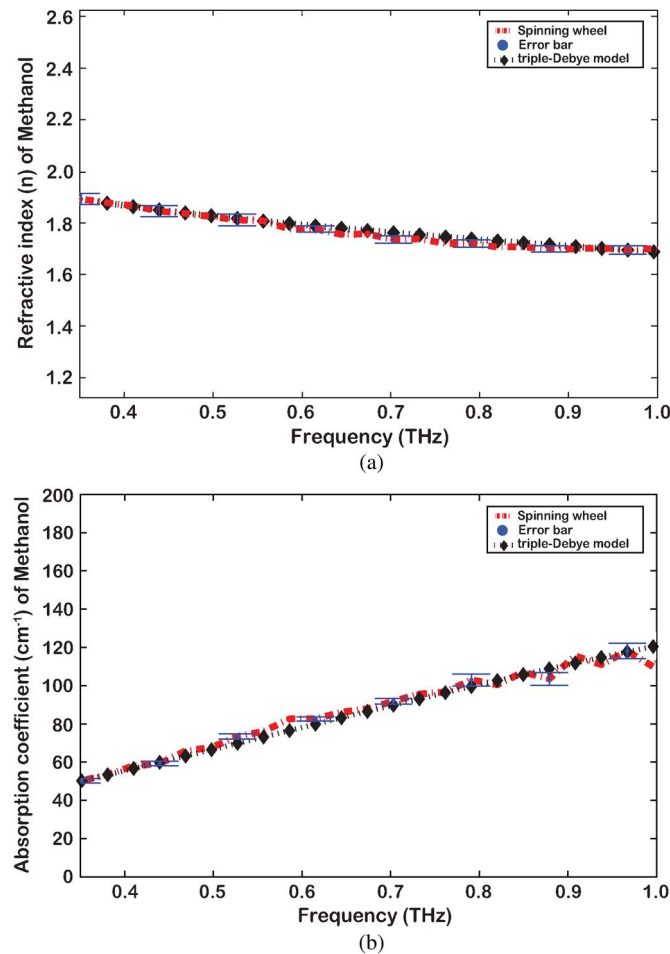 2.6
2.4
2.2
2.0
1.8
1.6
1.4
1.2
Refractive index (n) of Methanol
Spinning wheel
Error bar
triple-Debye model
0.4 0.5 0.6 0.7 0.8 0.9 1.0
Frequency (THz)
(a)
200
180
160
140
120
100
80
60
40
20
0
Absorption coefficient (cm⁻¹) of Methanol
Spinning wheel
Error bar
triple-Debye model
0.4 0.5 0.6 0.7 0.8 0.9 1.0
Frequency (THz)
(b)